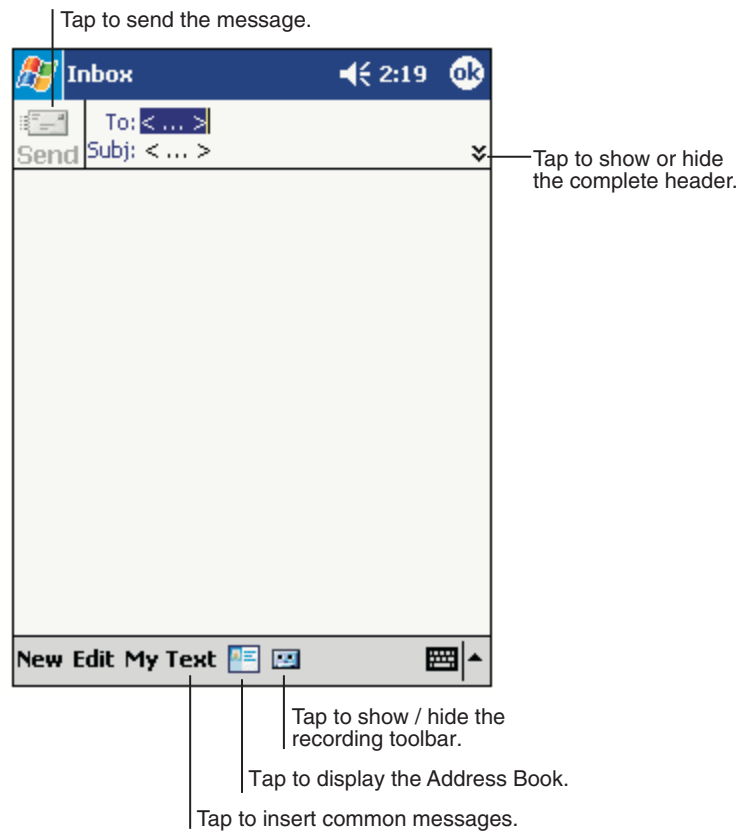 Tap to send the message.
Inbox 2:19 ok
To: < ... >
Send Subj: < ... >
Tap to show or hide
the complete header.
New Edit My Text
Tap to show / hide the
recording toolbar.
Tap to display the Address Book.
Tap to insert common messages.